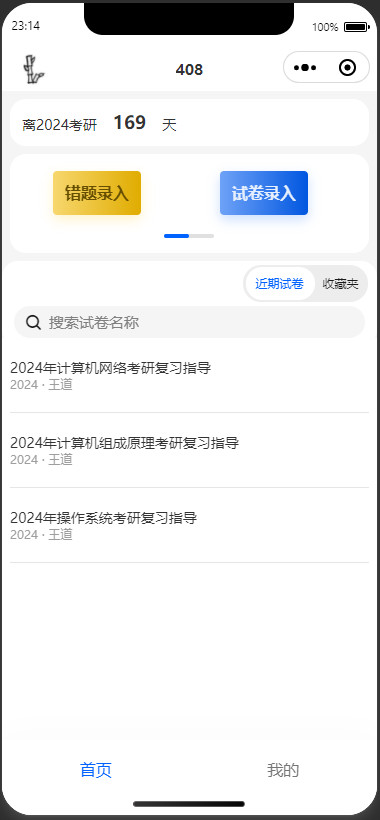 23:14
100%
408
离2024考研 169 天
错题录入 试卷录入
近期试卷 收藏夹
搜索试卷名称
2024年计算机网络考研复习指导
2024 · 王道
2024年计算机组成原理考研复习指导
2024 · 王道
2024年操作系统考研复习指导
2024 · 王道
首页 我的